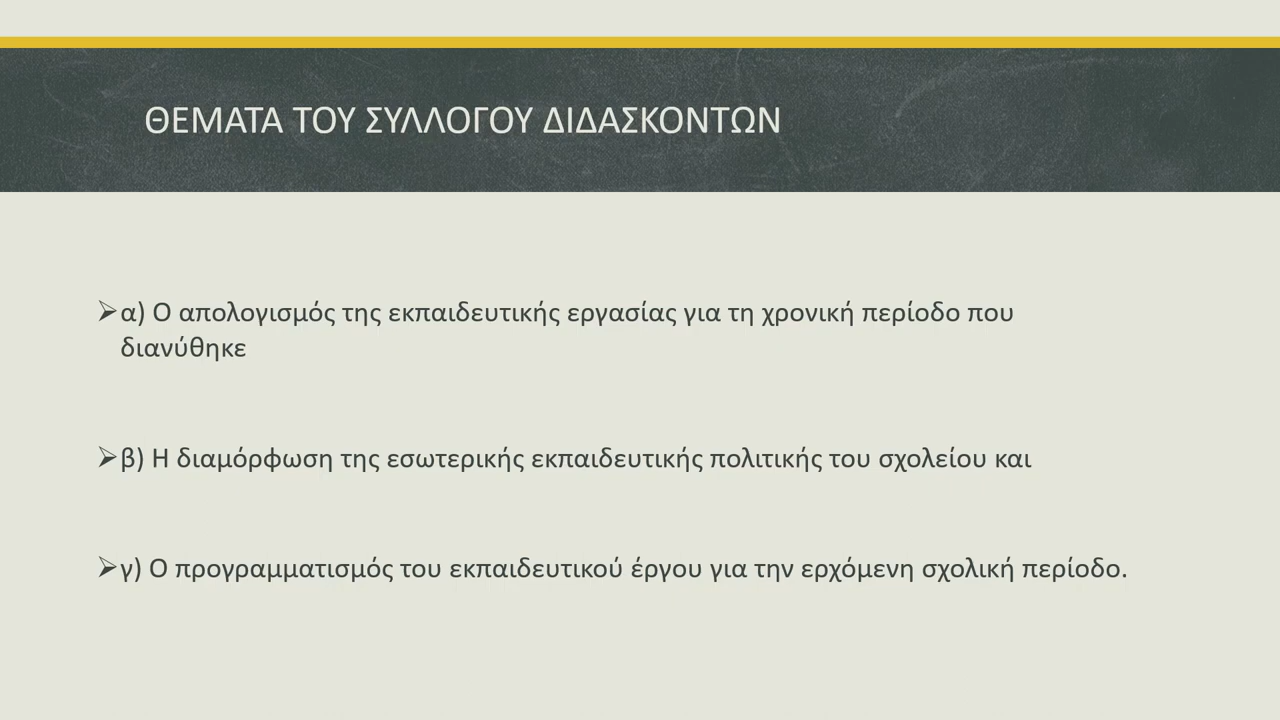 ΘΕΜΑΤΑ ΤΟΥ ΣΥΛΛΟΓΟΥ ΔΙΔΑΣΚΟΝΤΩΝ
➢α) Ο απολογισμός της εκπαιδευτικής εργασίας για τη χρονική περίοδο που
διανύθηκε
➢β) Η διαμόρφωση της εσωτερικής εκπαιδευτικής πολιτικής του σχολείου και
➢γ) Ο προγραμματισμός του εκπαιδευτικού έργου για την ερχόμενη σχολική περίοδο.